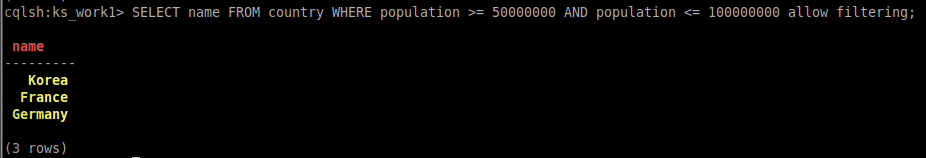 cqlsh:ks_work1> SELECT name FROM country WHERE population >= 50000000 AND population <= 100000000 allow filtering;
name
---------
Korea
France
Germany
(3 rows)